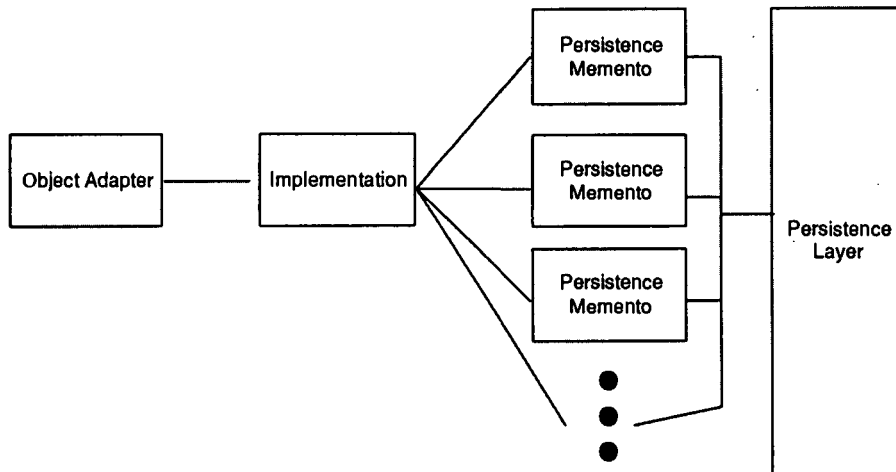 Persistence
Memento
Object Adapter
Implementation
Persistence
Memento
Persistence
Memento
Persistence
Layer